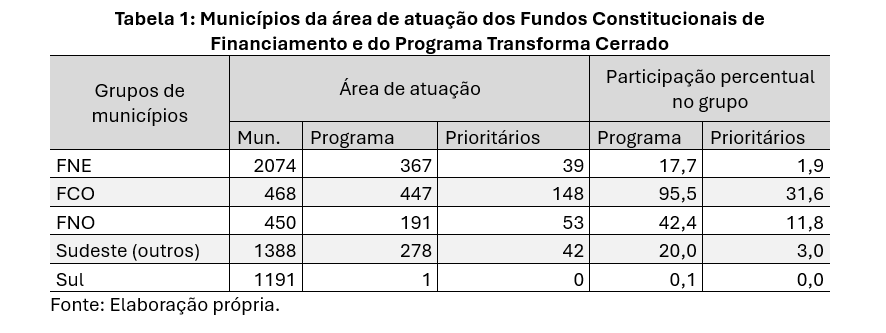 Tabela 1: Municípios da área de atuação dos Fundos Constitucionais de
Financiamento e do Programa Transforma Cerrado
Grupos de municípios Área de atuação Participação percentual no grupo
Mun. Programa Prioritários Programa Prioritários
FNE 2074 367 39 17,7 1,9
FCO 468 447 148 95,5 31,6
FNO 450 191 53 42,4 11,8
Sudeste (outros) 1388 278 42 20,0 3,0
Sul 1191 1 0 0,1 0,0
Fonte: Elaboração própria.